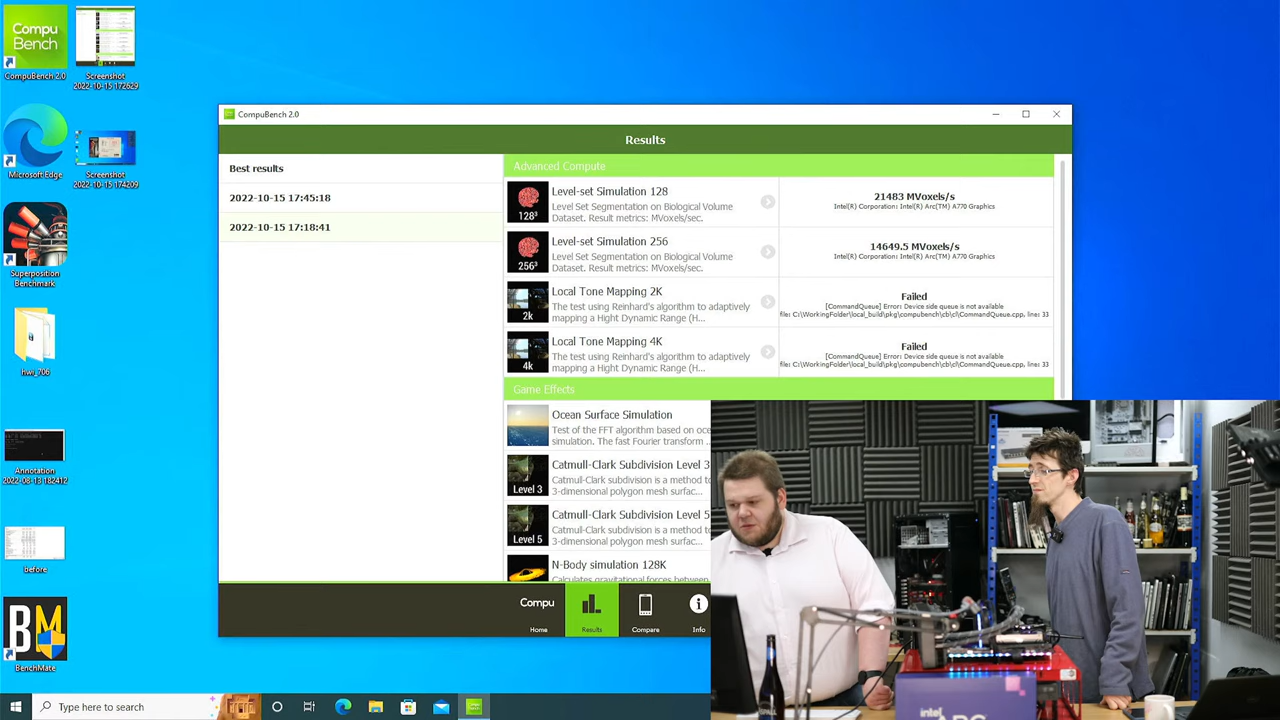 Compu
Bench
CompuBench 2.0
Screenshot
2022-10-15 172629
Microsoft Edge
Screenshot
2022-10-15 174209
Superposition
Benchmark
hwi_706
Annotation
2022-08-13 182412
Before
BM
BenchMate
CompuBench 2.0
Results
Best results
2022-10-15 17:45:18
2022-10-15 17:18:41
Advanced Compute
128³
Level-set Simulation 128
Level Set Segmentation on Biological Volume
Dataset. Result metrics: MVoxels/sec.
21483 MVoxels/s
Intel(R) Corporation: Intel(R) Arc(TM) A770 Graphics
256³
Level-set Simulation 256
Level Set Segmentation on Biological Volume
Dataset. Result metrics: MVoxels/sec.
14649.5 MVoxels/s
Intel(R) Corporation: Intel(R) Arc(TM) A770 Graphics
2k
Local Tone Mapping 2K
The test using Reinhard's algorithm to adaptively
mapping a Hight Dynamic Range (H...
Failed
[CommandQueue] Error: Device side queue is not available
file: C:\WorkingFolder\local_build\pkg\compubench\cb\cl\CommandQueue.cpp, line: 33
4k
Local Tone Mapping 4K
The test using Reinhard's algorithm to adaptively
mapping a Hight Dynamic Range (H...
Failed
[CommandQueue] Error: Device side queue is not available
file: C:\WorkingFolder\local_build\pkg\compubench\cb\cl\CommandQueue.cpp, line: 33
Game Effects
Ocean Surface Simulation
Test of the FFT algorithm based on oce
simulation. The fast Fourier transform ..
Level 3
Catmull-Clark Subdivision Level 3
Catmull-Clark subdivision is a method to
3-dimensional polygon mesh surfac...
Level 5
Catmull-Clark Subdivision Level 5
Catmull-Clark subdivision is a method to
3-dimensional polygon mesh surfac...
N-Body simulation 128K
Calculates gravitational forces between
Compu
Home
Results
Compare
Info
Type here to search
intel
ARC